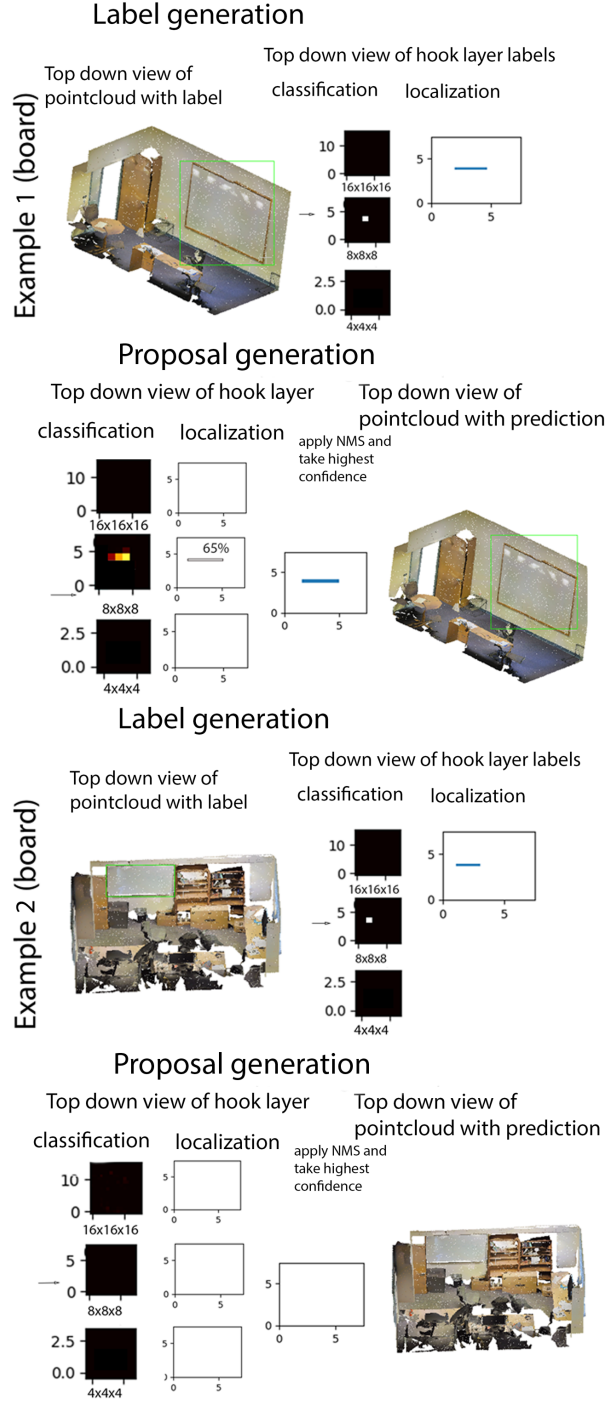 Label generation
Top down view of hook layer labels
Top down view of
pointcloud with label
classification
localization
Example 1 (board)
10
0
16x16x16
5
0
0
5
5
0
8x8x8
2.5
0.0
4x4x4
Proposal generation
Top down view of hook layer
Top down view of
pointcloud with prediction
classification
localization
apply NMS and
take highest
confidence
10
0
16x16x16
5
0
0
5
5
0
8x8x8
65%
5
0
0
5
5
0
0
5
2.5
0.0
4x4x4
5
0
0
5
Label generation
Top down view of hook layer labels
Top down view of
pointcloud with label
classification
localization
Example 2 (board)
10
0
16x16x16
5
0
0
5
5
0
8x8x8
2.5
0.0
4x4x4
Proposal generation
Top down view of hook layer
Top down view of
pointcloud with prediction
classification
localization
apply NMS and
take highest
confidence
10
0
16x16x16
5
0
0
5
5
0
8x8x8
5
0
0
5
5
0
0
5
2.5
0.0
4x4x4
5
0
0
5